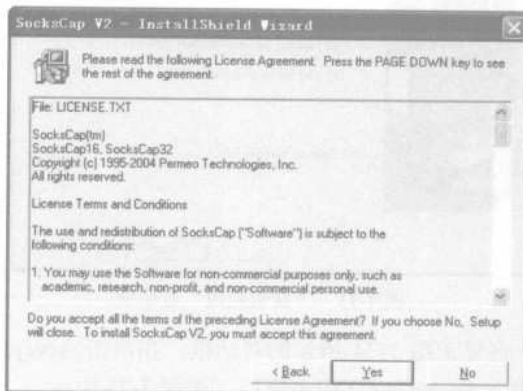 SocksCap V2 - InstallShield Wizard
Please read the following License Agreement. Press the PAGE DOWN key to see
the rest of the agreement.
File: LICENSE.TXT
SocksCap(tm)
SocksCap16, SocksCap32
Copyright (c) 1995-2004 Permeo Technologies, Inc.
All rights reserved.
License Terms and Conditions
The use and redistribution of SocksCap ("Software") is subject to the
following conditions:
1. You may use the Software for non-commercial purposes only, such as
academic, research, non-profit, and non-commercial personal use.
Do you accept all the terms of the preceding License Agreement? If you choose No, Setup
will close. To install SocksCap V2, you must accept this agreement.
< Back Yes No